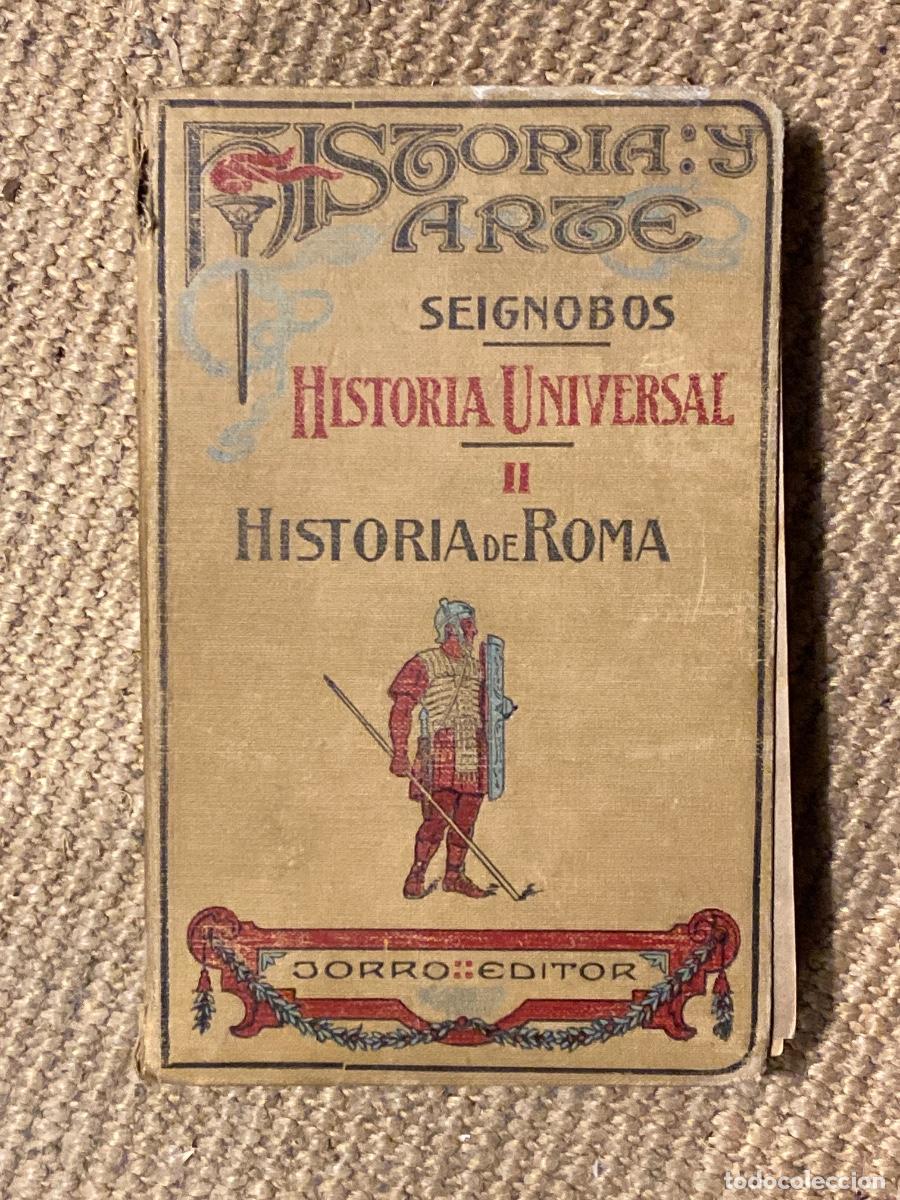 HISTORIA: Y
ARTE
SEIGNOBOS
HISTORIA UNIVERSAL
II
HISTORIA DE ROMA
JORRO::EDITOR
todocoleccion